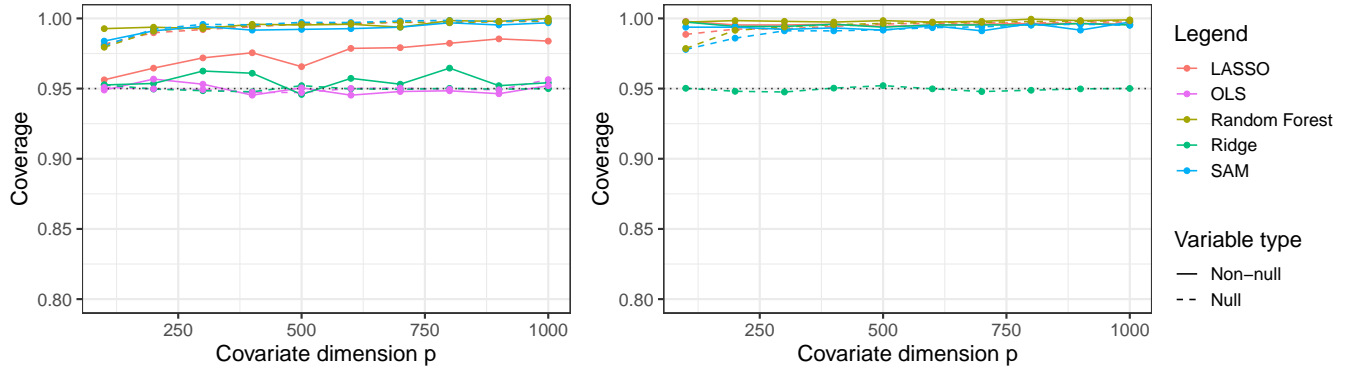 Coverage
1.00
0.95
0.90
0.85
0.80
250
500
750
1000
Covariate dimension p
Coverage
1.00
0.95
0.90
0.85
0.80
250
500
750
1000
Covariate dimension p
Legend
LASSO
OLS
Random Forest
Ridge
SAM
Variable type
Non−null
Null